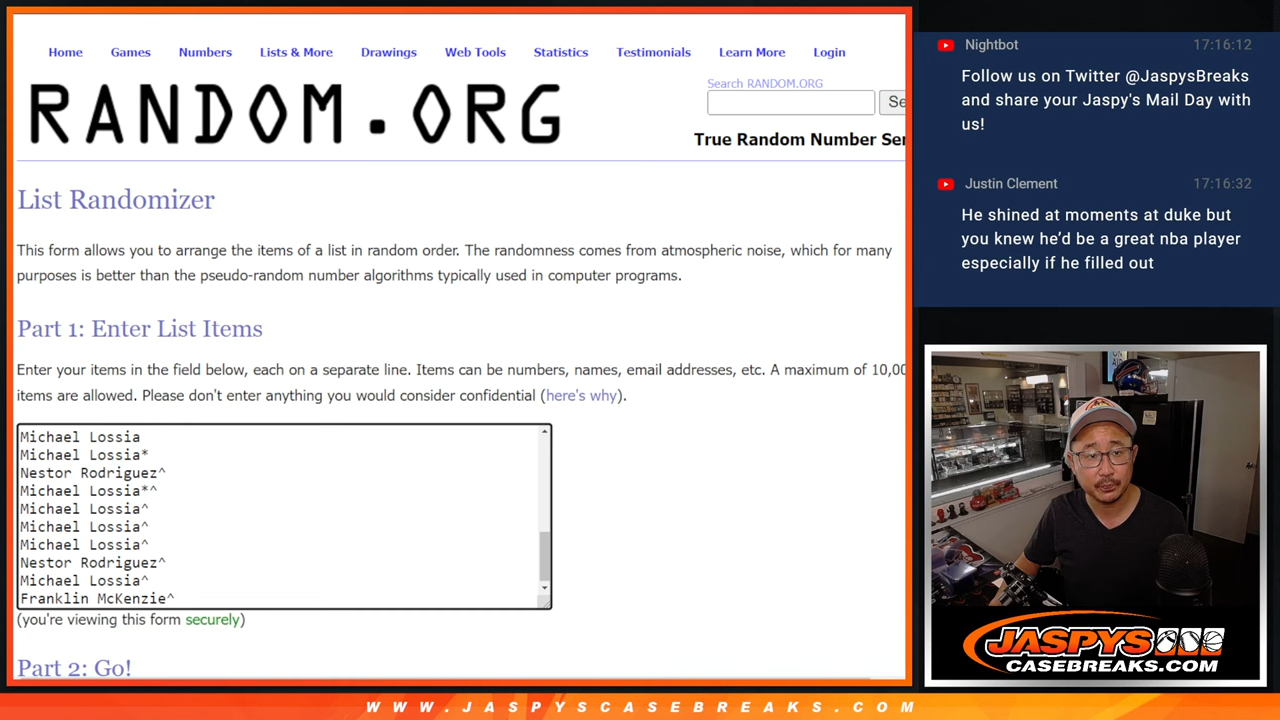 Home Games Numbers Lists & More Drawings Web Tools Statistics Testimonials Learn More Login
RANDOM.ORG
Search RANDOM.ORG
Se
True Random Number Ser
List Randomizer
This form allows you to arrange the items of a list in random order. The randomness comes from atmospheric noise, which for many
purposes is better than the pseudo-random number algorithms typically used in computer programs.
Part 1: Enter List Items
Enter your items in the field below, each on a separate line. Items can be numbers, names, email addresses, etc. A maximum of 10,00
items are allowed. Please don't enter anything you would consider confidential (here's why).
Michael Lossia
Michael Lossia*
Nestor Rodriguez^
Michael Lossia*^
Michael Lossia^
Michael Lossia^
Michael Lossia^
Nestor Rodriguez^
Michael Lossia^
Franklin McKenzie^
(you're viewing this form securely)
Part 2: Go!
Nightbot 17:16:12
Follow us on Twitter @JaspysBreaks
and share your Jaspy's Mail Day with
us!
Justin Clement 17:16:32
He shined at moments at duke but
you knew he’d be a great nba player
especially if he filled out
JASPYS
CASEBREAKS.COM
WWW.JASPYSCASEBREAKS.COM